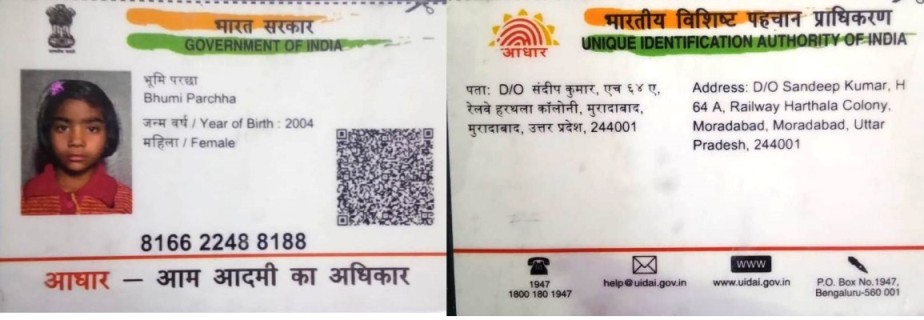 भारत सरकार
GOVERNMENT OF INDIA
भूमि परछा
Bhumi Parchha
जन्म वर्ष / Year of Birth : 2004
महिला / Female
8166 2248 8188
आधार – आम आदमी का अधिकार
भारतीय विशिष्ट पहचान प्राधिकरण
UNIQUE IDENTIFICATION AUTHORITY OF INDIA
आधार
पता: D/O संदीप कुमार, एच ६४ ए,
रेलवे हरथला कॉलोनी, मुरादाबाद,
मुरादाबाद, उत्तर प्रदेश, 244001
Address: D/O Sandeep Kumar, H
64 A, Railway Harthala Colony,
Moradabad, Moradabad, Uttar
Pradesh, 244001
1947
1800 180 1947
help@uidai.gov.in
WWW
www.uidai.gov.in
P.O. Box No.1947,
Bengaluru-560 001